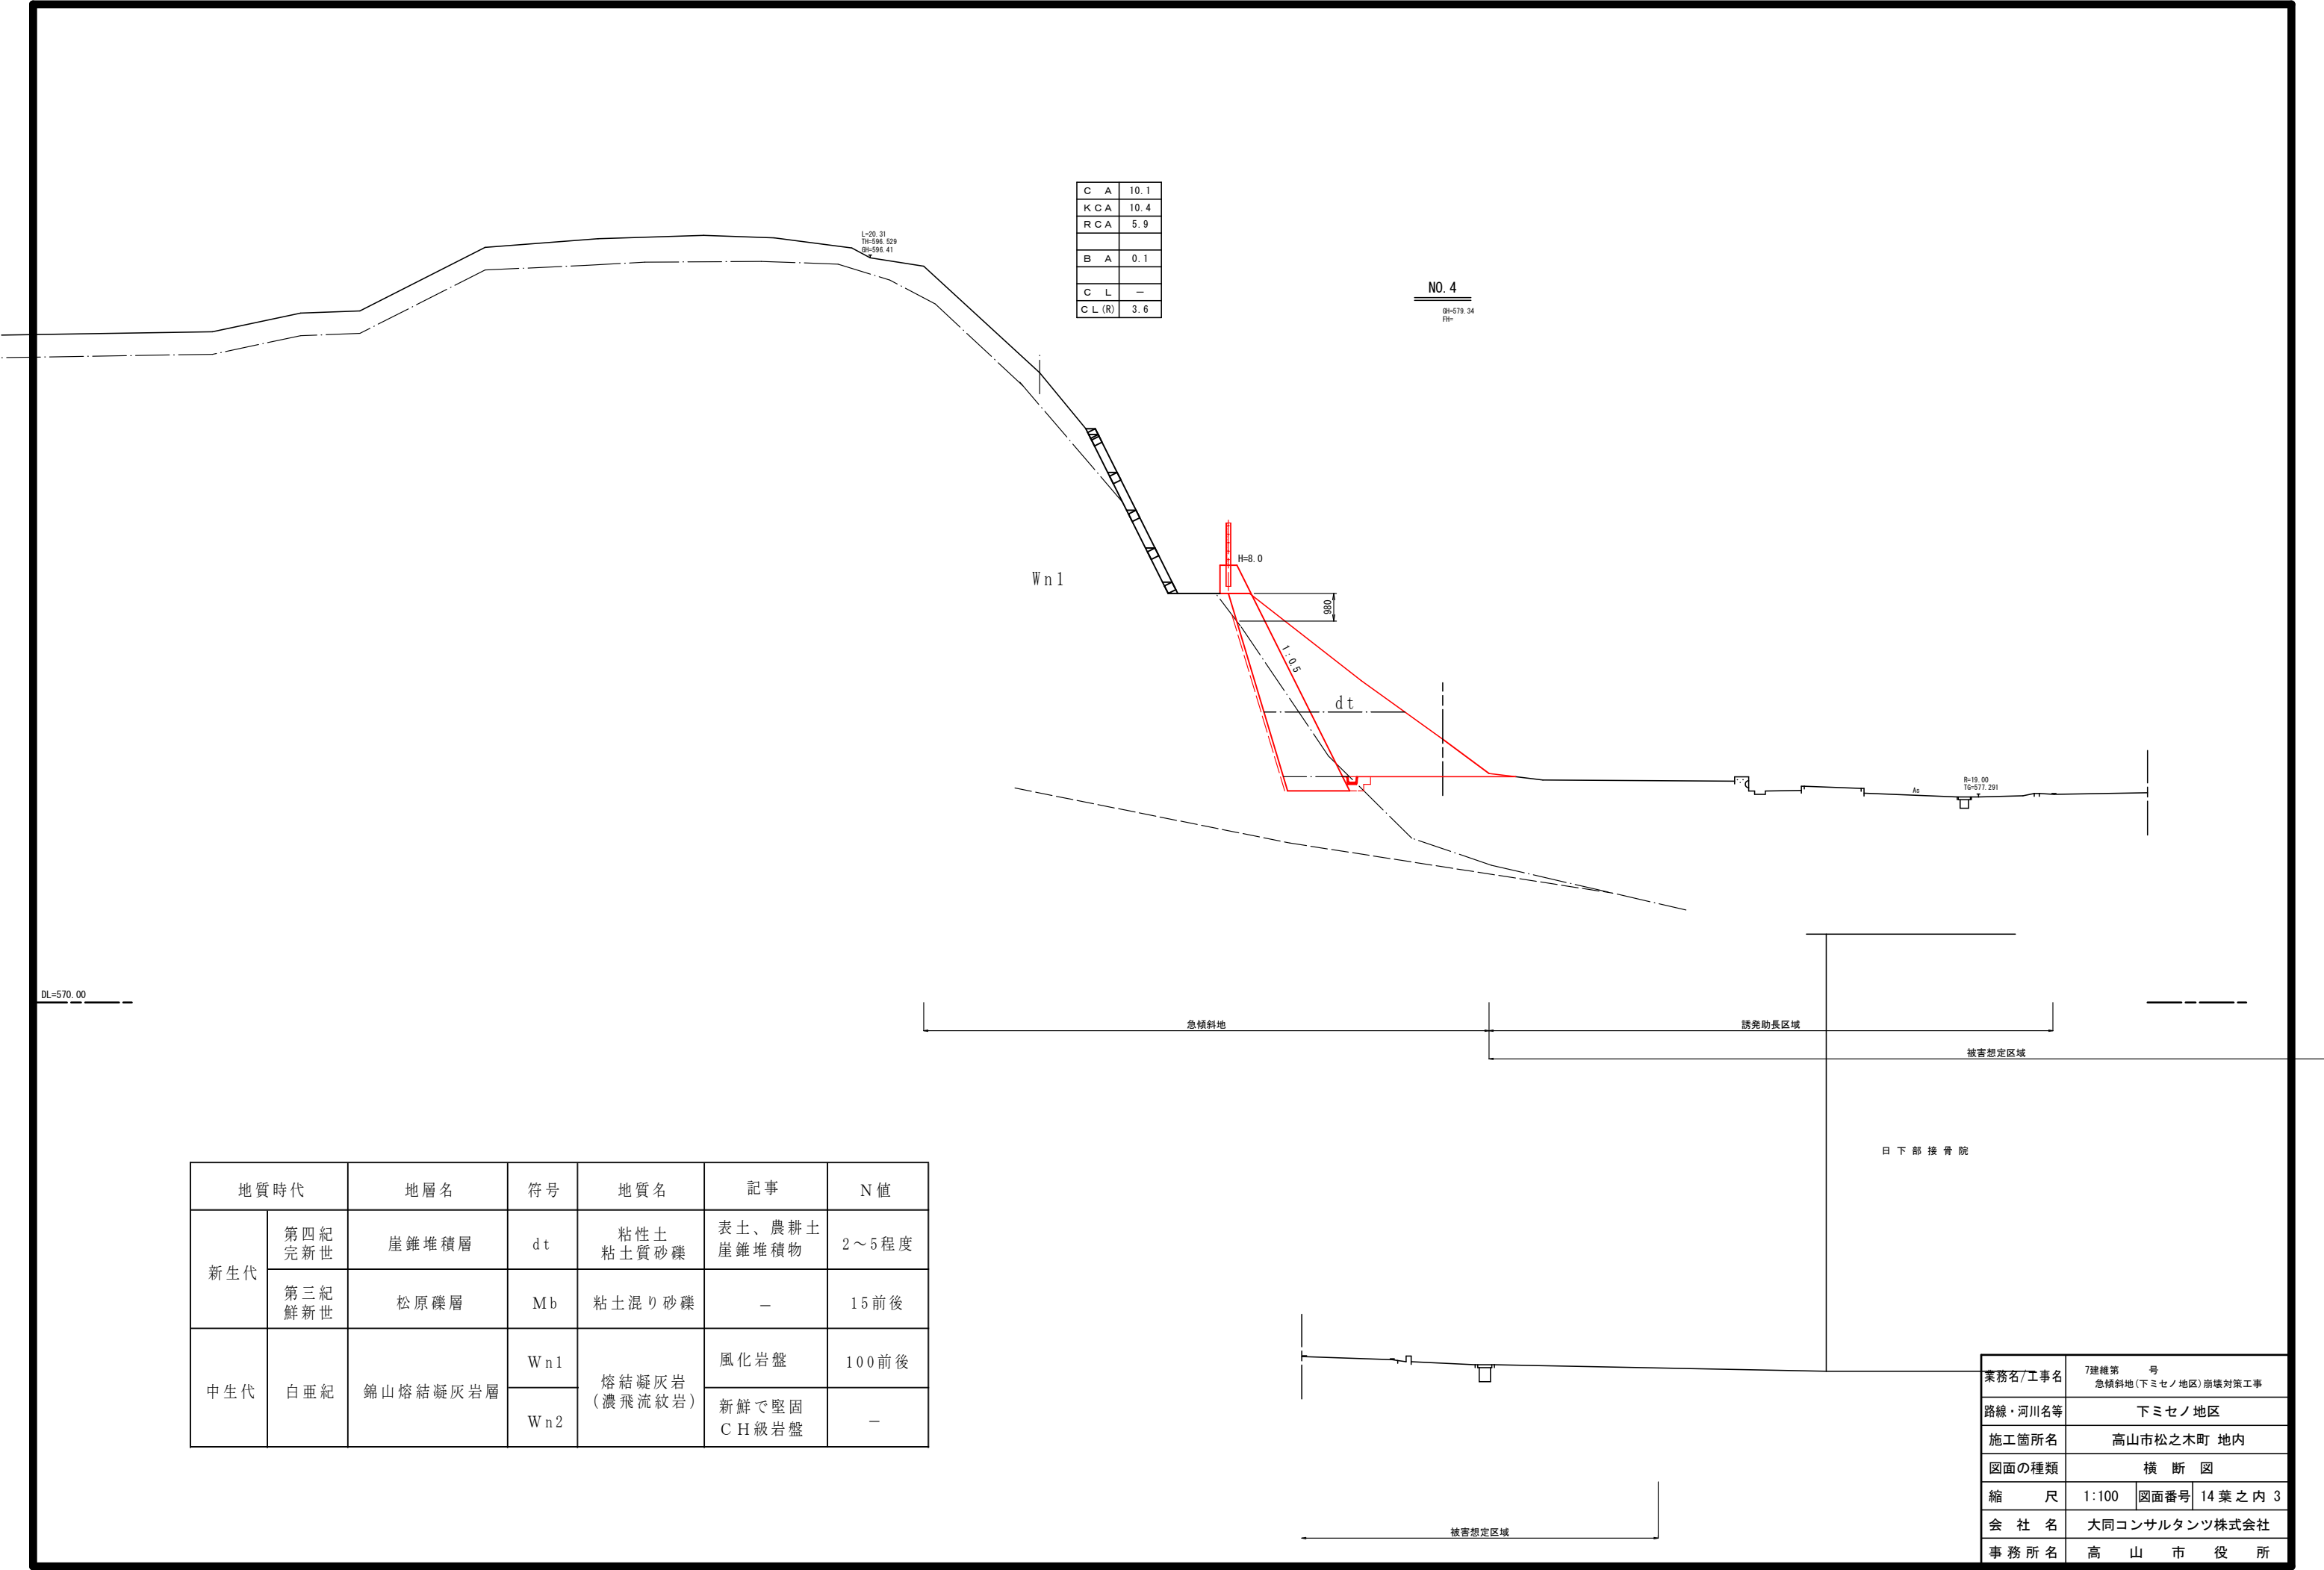 C A 10.1
KCA 10.4
RCA 5.9
B A 0.1
C L －
CL(R) 3.6
L=20.31
TH=596.529
GH=596.41
NO.4
GH=579.34
FH=
H=8.0
Wn1
980
1:0.5
dt
As
R=19.00
TG=577.291
DL=570.00
急傾斜地
誘発助長区域
被害想定区域
日下部接骨院
地質時代 地層名 符号 地質名 記事 N値
新生代
第四紀
完新世
崖錐堆積層 dt
粘性土
粘土質砂礫
表土、農耕土
崖錐堆積物
2～5程度
第三紀
鮮新世
松原礫層 Mb 粘土混り砂礫 － 15前後
中生代 白亜紀 錦山熔結凝灰岩層
Wn1
熔結凝灰岩
(濃飛流紋岩)
風化岩盤 100前後
Wn2
新鮮で堅固
CH級岩盤
－
被害想定区域
業務名/工事名
7建維第 号
急傾斜地(下ミセノ地区)崩壊対策工事
路線・河川名等 下ミセノ地区
施工箇所名 高山市松之木町 地内
図面の種類 横 断 図
縮 尺 1:100 図面番号 14葉之内 3
会 社 名 大同コンサルタンツ株式会社
事務所名 高 山 市 役 所